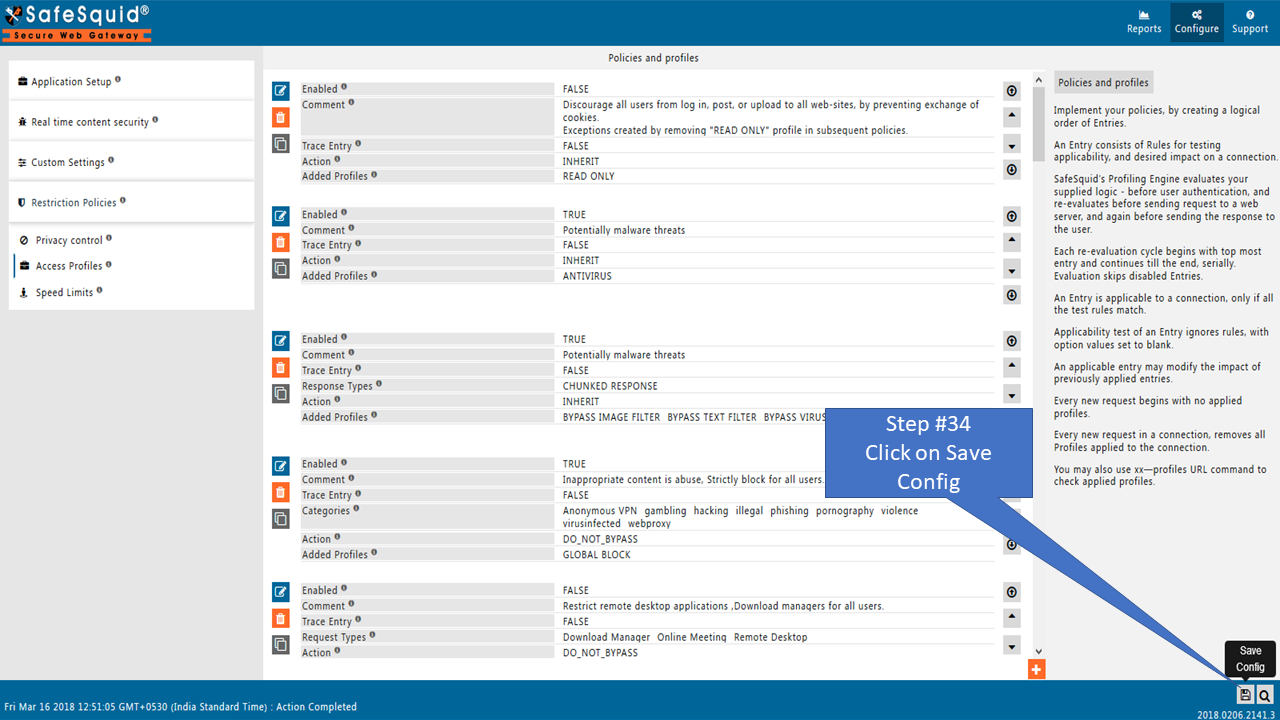 SafeSquid®
Secure Web Gateway
Reports
Configure
Support
Application Setup
Real time content security
Custom Settings
Restriction Policies
Privacy control
Access Profiles
Speed Limits
Policies and profiles
Enabled FALSE
Comment Discourage all users from log in, post, or upload to all web-sites, by preventing exchange of
cookies.
Exceptions created by removing "READ ONLY" profile in subsequent policies.
Trace Entry FALSE
Action INHERIT
Added Profiles READ ONLY
Enabled TRUE
Comment Potentially malware threats
Trace Entry FALSE
Action INHERIT
Added Profiles ANTIVIRUS
Enabled TRUE
Comment Potentially malware threats
Trace Entry FALSE
Response Types CHUNKED RESPONSE
Action INHERIT
Added Profiles BYPASS IMAGE FILTER BYPASS TEXT FILTER BYPASS VIRUS
Enabled TRUE
Comment Inappropriate content is abuse, Strictly block for all users.
Trace Entry FALSE
Categories Anonymous VPN gambling hacking illegal phishing pornography violence
virusinfected webproxy
Action DO_NOT_BYPASS
Added Profiles GLOBAL BLOCK
Enabled FALSE
Comment Restrict remote desktop applications ,Download managers for all users.
Trace Entry FALSE
Request Types Download Manager Online Meeting Remote Desktop
Action DO_NOT_BYPASS
Step #34
Click on Save
Config
Policies and profiles
Implement your policies, by creating a logical
order of Entries.
An Entry consists of Rules for testing
applicability, and desired impact on a connection.
SafeSquid's Profiling Engine evaluates your
supplied logic - before user authentication, and
re-evaluates before sending request to a web
server, and again before sending the response to
the user.
Each re-evaluation cycle begins with top most
entry and continues till the end, serially.
Evaluation skips disabled Entries.
An Entry is applicable to a connection, only if all
the test rules match.
Applicability test of an Entry ignores rules, with
option values set to blank.
An applicable entry may modify the impact of
previously applied entries.
Every new request begins with no applied
profiles.
Every new request in a connection, removes all
Profiles applied to the connection.
You may also use xx—profiles URL command to
check applied profiles.
Save
Config
Fri Mar 16 2018 12:51:05 GMT+0530 (India Standard Time) : Action Completed
2018.0206.2141.3